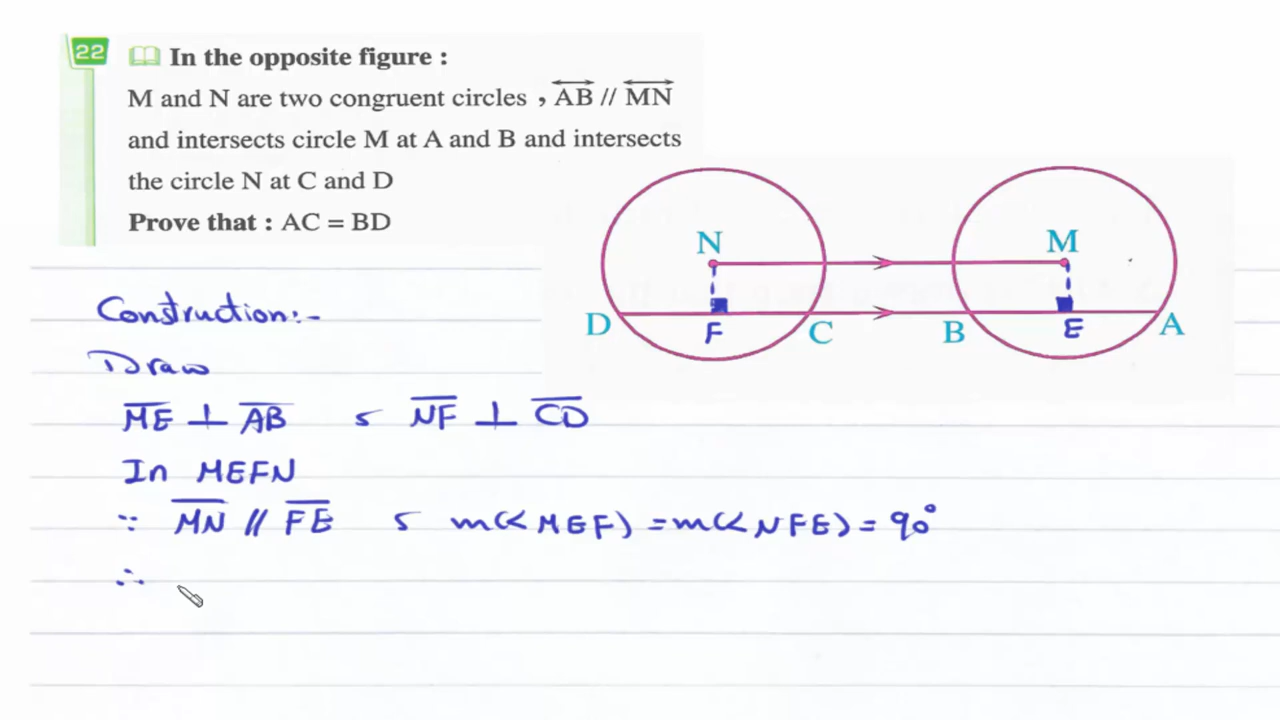 22 In the opposite figure :
M and N are two congruent circles , AB // MN
and intersects circle M at A and B and intersects
the circle N at C and D
Prove that : AC = BD
N
M
D
F
C
B
E
A
Construction:-
Draw
ME ⊥ AB , NF ⊥ CD
In MEFN
∵ MN // FE , m(< MEF) = m(< NFE) = 90°
∴